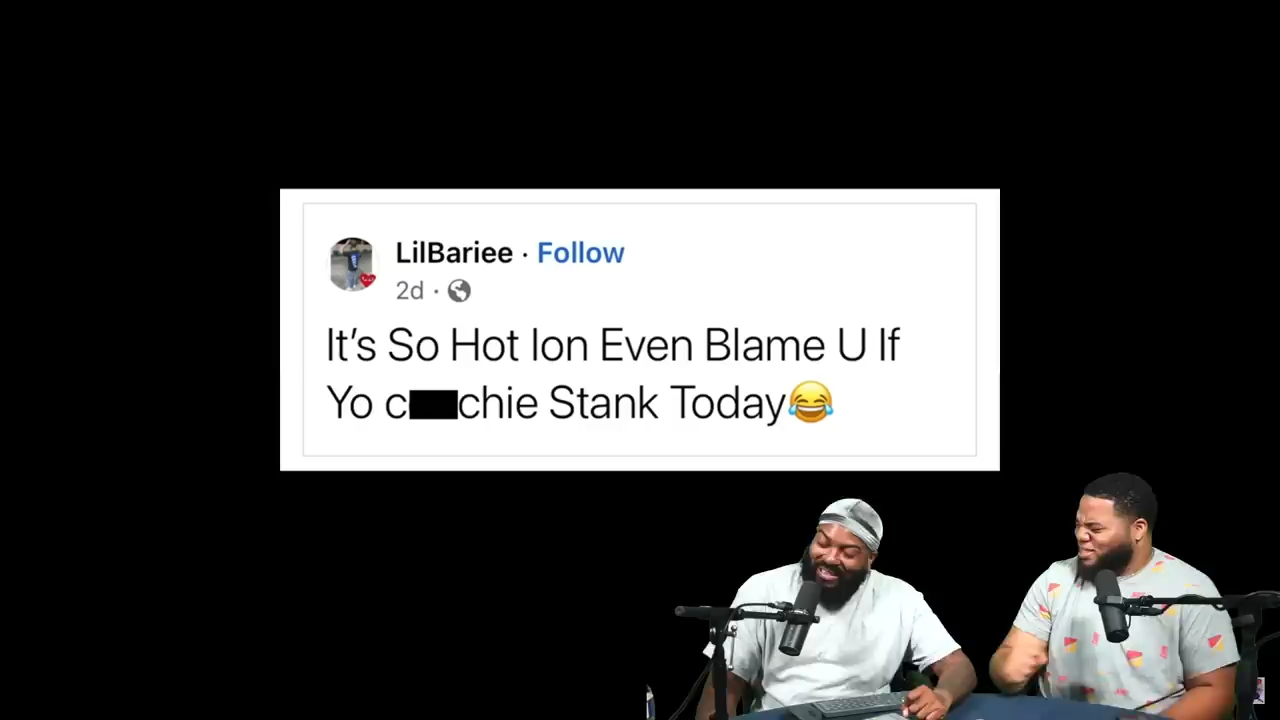 LilBariee · Follow
2d ·
It's So Hot Ion Even Blame U If
Yo c██chie Stank Today😂